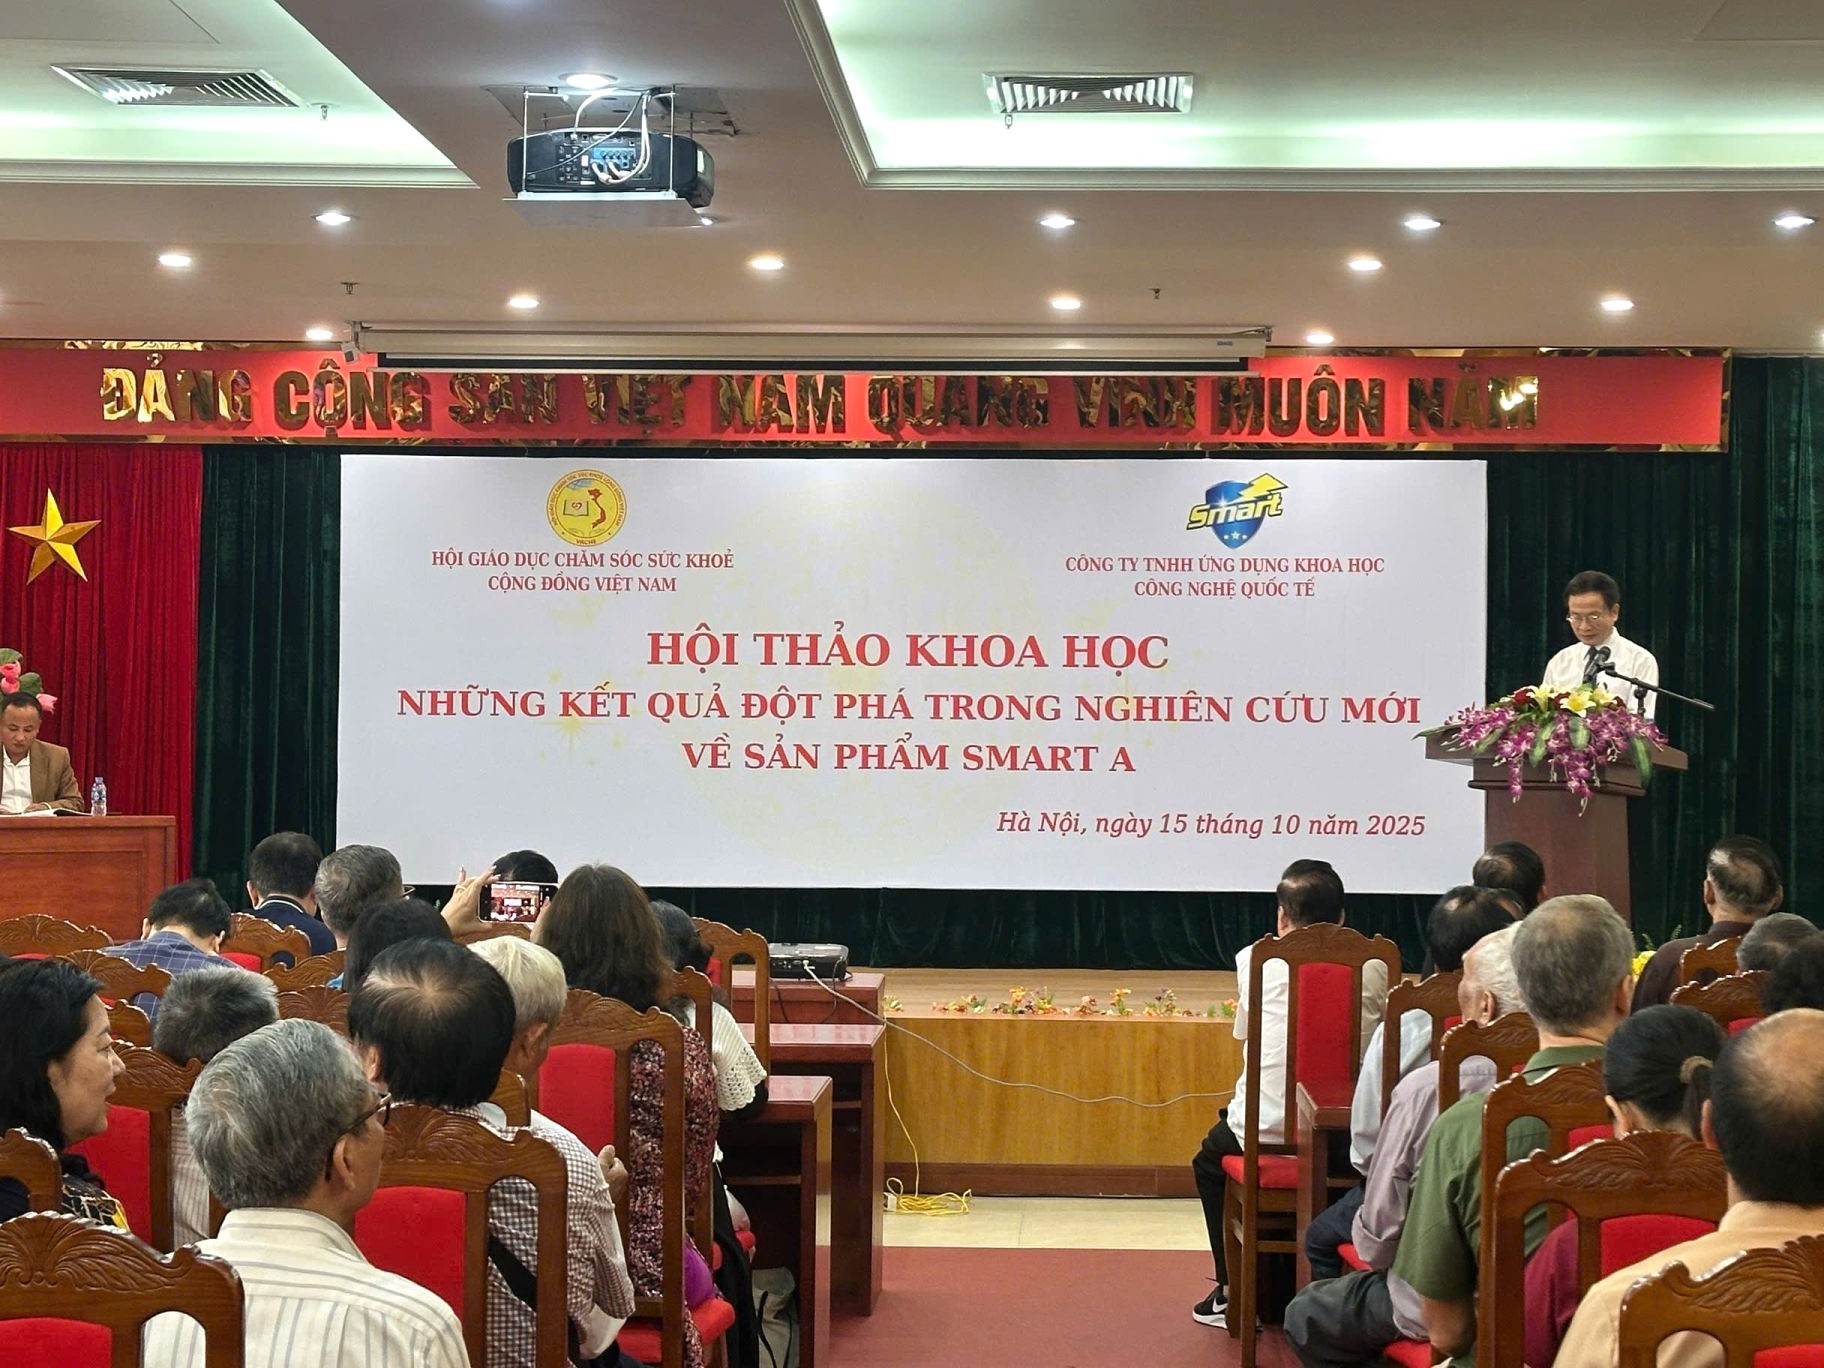 ĐẢNG CỘNG SẢN VIỆT NAM QUANG VINH MUÔN NĂM
VACHE
HỘI GIÁO DỤC CHĂM SÓC SỨC KHOẺ
CỘNG ĐỒNG VIỆT NAM
Smart
CÔNG TY TNHH ỨNG DỤNG KHOA HỌC
CÔNG NGHỆ QUỐC TẾ
HỘI THẢO KHOA HỌC
NHỮNG KẾT QUẢ ĐỘT PHÁ TRONG NGHIÊN CỨU MỚI
VỀ SẢN PHẨM SMART A
Hà Nội, ngày 15 tháng 10 năm 2025